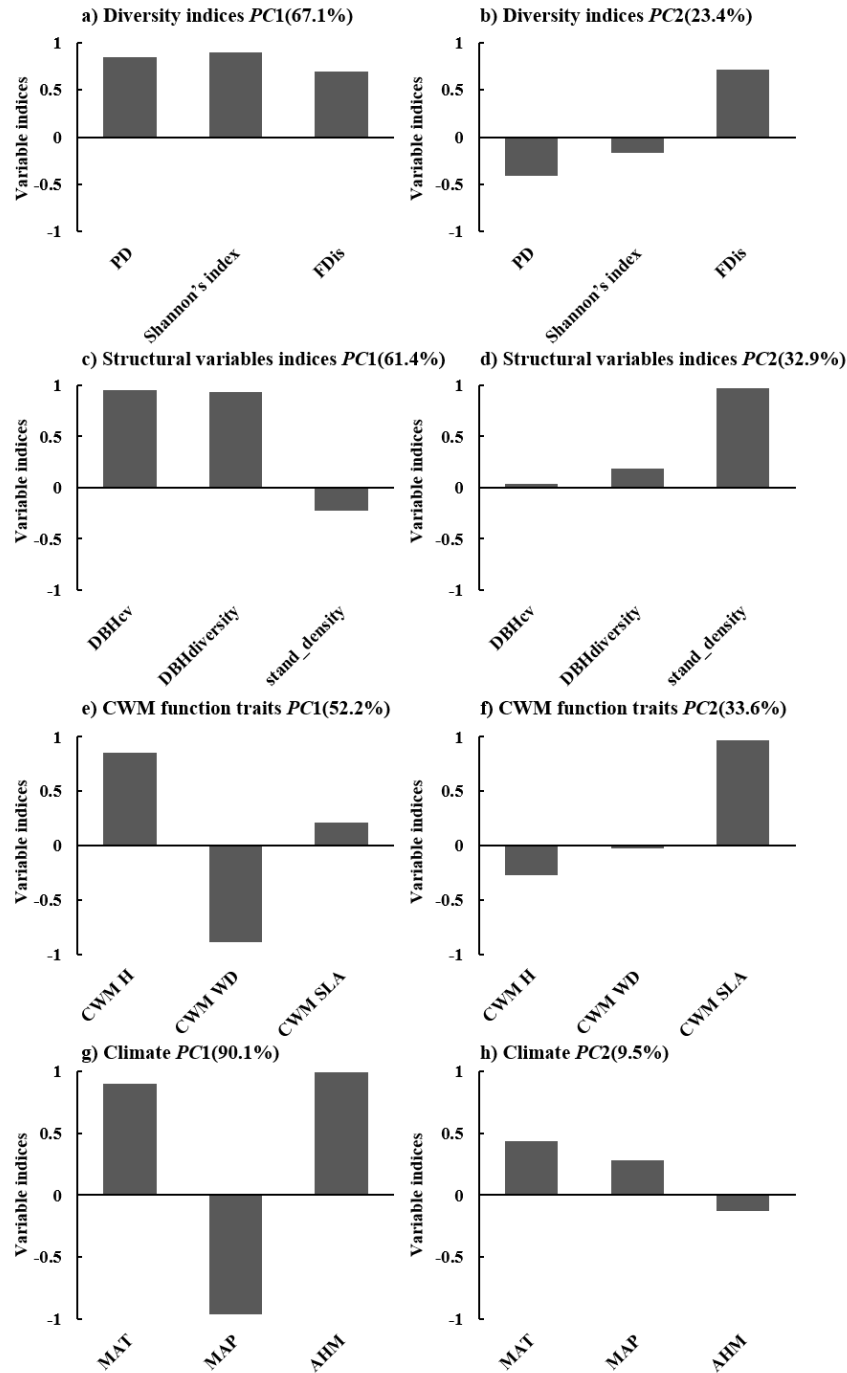 a) Diversity indices PC1(67.1%)
Variable indices
1
0.5
0
-0.5
-1
PD
Shannon’s index
FDis
b) Diversity indices PC2(23.4%)
Variable indices
1
0.5
0
-0.5
-1
PD
Shannon’s index
FDis
c) Structural variables indices PC1(61.4%)
Variable indices
1
0.5
0
-0.5
-1
DBHcv
DBHdiversity
stand_density
d) Structural variables indices PC2(32.9%)
Variable indices
1
0.5
0
-0.5
-1
DBHcv
DBHdiversity
stand_density
e) CWM function traits PC1(52.2%)
Variable indices
1
0.5
0
-0.5
-1
CWM H
CWM WD
CWM SLA
f) CWM function traits PC2(33.6%)
Variable indices
1
0.5
0
-0.5
-1
CWM H
CWM WD
CWM SLA
g) Climate PC1(90.1%)
Variable indices
1
0.5
0
-0.5
-1
MAT
MAP
AHM
h) Climate PC2(9.5%)
Variable indices
1
0.5
0
-0.5
-1
MAT
MAP
AHM